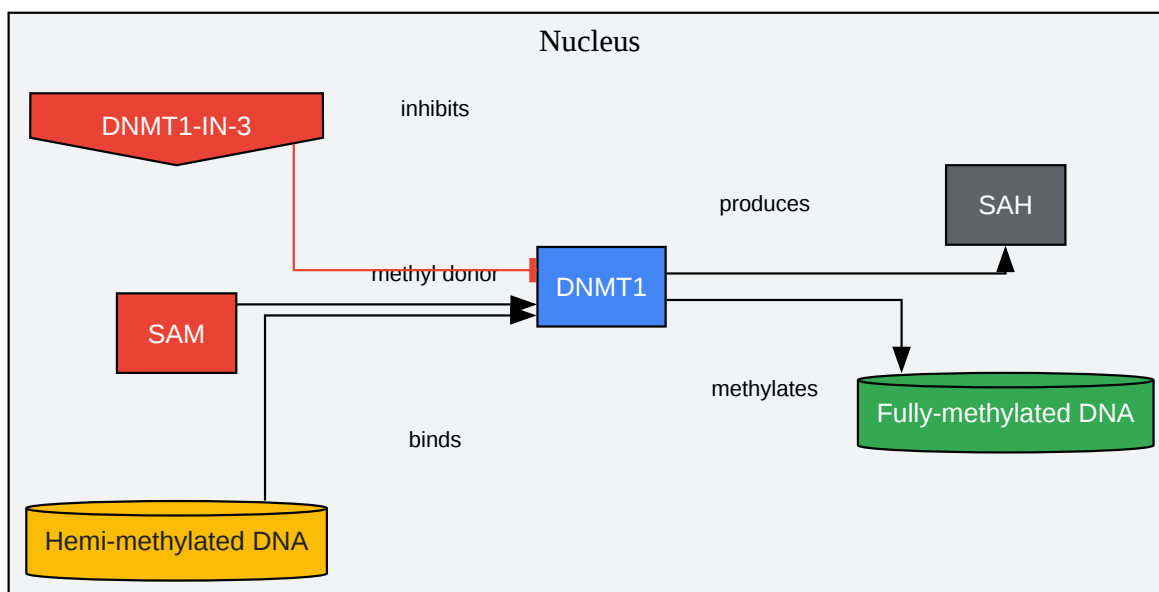 Nucleus
DNMT1-IN-3
inhibits
produces
SAH
methyl donor
DNMT1
SAM
methylates
Fully-methylated DNA
binds
Hemi-methylated DNA